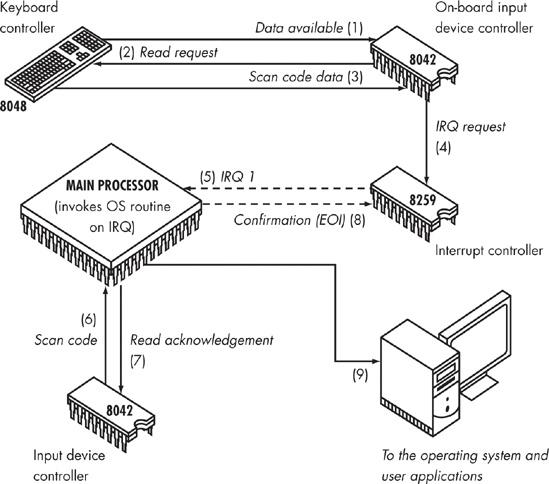 Keyboard
controller
8048
Data available (1)
(2) Read request
Scan code data (3)
On-board input
device controller
8042
IRQ request
(4)
8259
Interrupt controller
(5) IRQ 1
Confirmation (EOI) (8)
MAIN PROCESSOR
(invokes OS routine
on IRQ)
(6)
Scan code
Read acknowledgement
(7)
(9)
8042
Input device
controller
To the operating system and
user applications